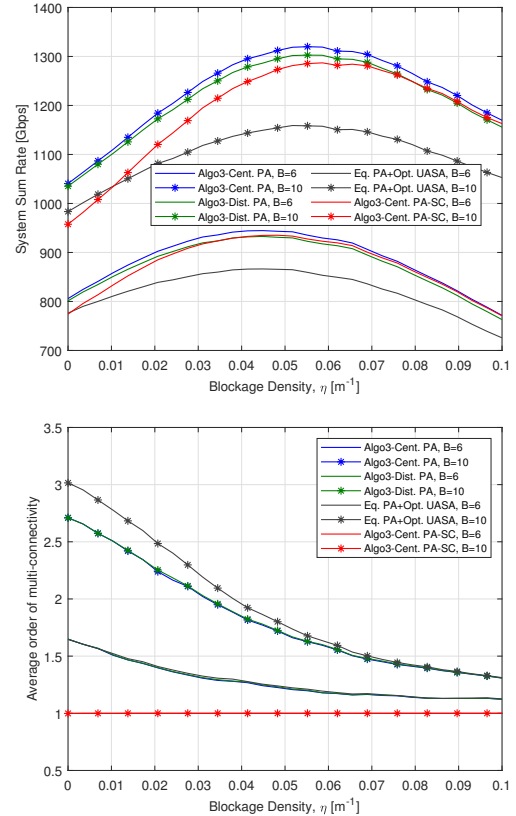 1400
1300
1200
1100
1000
900
800
700
System Sum Rate [Gbps]
Algo3-Cent. PA, B=6
Algo3-Cent. PA, B=10
Algo3-Dist. PA, B=6
Algo3-Dist. PA, B=10
Eq. PA+Opt. UASA, B=6
Eq. PA+Opt. UASA, B=10
Algo3-Cent. PA-SC, B=6
Algo3-Cent. PA-SC, B=10
0 0.01 0.02 0.03 0.04 0.05 0.06 0.07 0.08 0.09 0.1
Blockage Density, η [m⁻¹]
3.5
3
2.5
2
1.5
1
0.5
Average order of multi-connectivity
Algo3-Cent. PA, B=6
Algo3-Cent. PA, B=10
Algo3-Dist. PA, B=6
Algo3-Dist. PA, B=10
Eq. PA+Opt. UASA, B=6
Eq. PA+Opt. UASA, B=10
Algo3-Cent. PA-SC, B=6
Algo3-Cent. PA-SC, B=10
0 0.01 0.02 0.03 0.04 0.05 0.06 0.07 0.08 0.09 0.1
Blockage Density, η [m⁻¹]